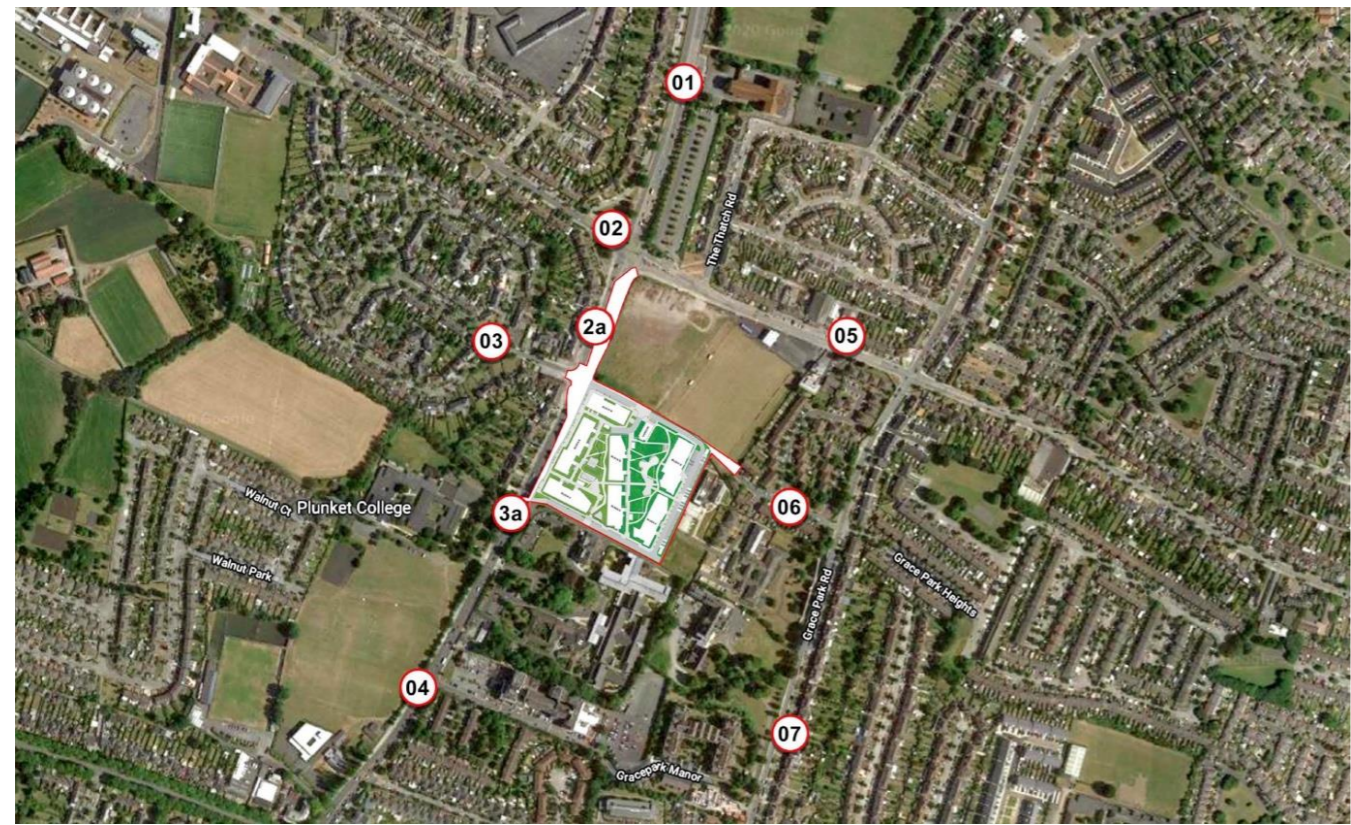 01
02
The Thatch Rd
2a
03
05
Walnut Ct
Plunket College
3a
06
Walnut Park
Grace Park Heights
Grace Park Rd
04
07
Gracepark Manor